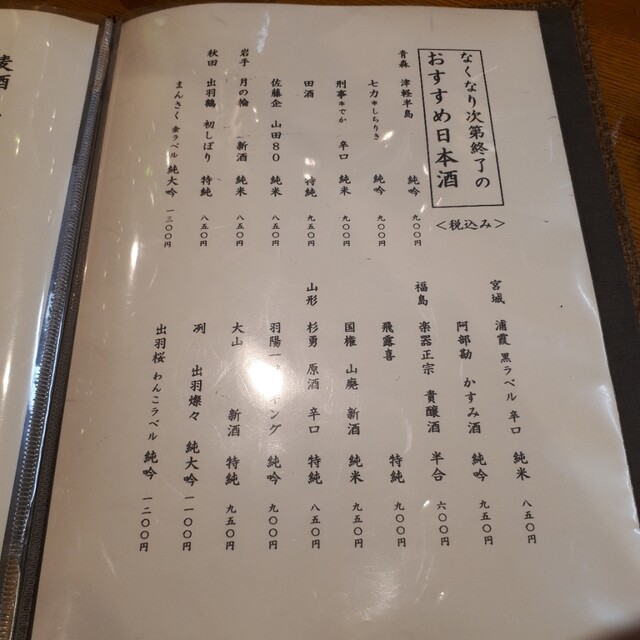 なくなり次第終了の
おすすめ日本酒
<税込み>
青森 津軽半島 純吟 九〇〇円
七力 *しちりき 純吟 九〇〇円
刑事 *でか 辛口 純米 九〇〇円
田酒 特純 九五〇円
佐藤企 山田80 純米 八五〇円
岩手 月の輪 新酒 純米 八五〇円
秋田 出羽鶴 初しぼり 特純 八五〇円
まんさく 金ラベル 純大吟 一三〇〇円
宮城 浦霞 黒ラベル 辛口 純米 八五〇円
阿部勘 かすみ酒 純吟 九五〇円
福島 楽器正宗 貴醸酒 半合 六〇〇円
飛露喜 特純 九〇〇円
国権 山廃 新酒 純米 九五〇円
山形 杉勇 原酒 辛口 特純 八五〇円
羽陽一 ング 純吟 九〇〇円
大山 新酒 特純 九五〇円
冽 出羽燦々 純大吟 一一〇〇円
出羽桜 わんこラベル 純吟 一二〇〇円
酒